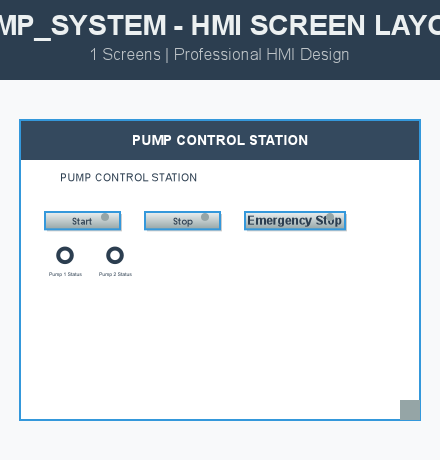 MP_SYSTEM - HMI SCREEN LAYO
1 Screens | Professional HMI Design
PUMP CONTROL STATION
PUMP CONTROL STATION
Start
Stop
Emergency Stop
Pump 1 Status
Pump 2 Status